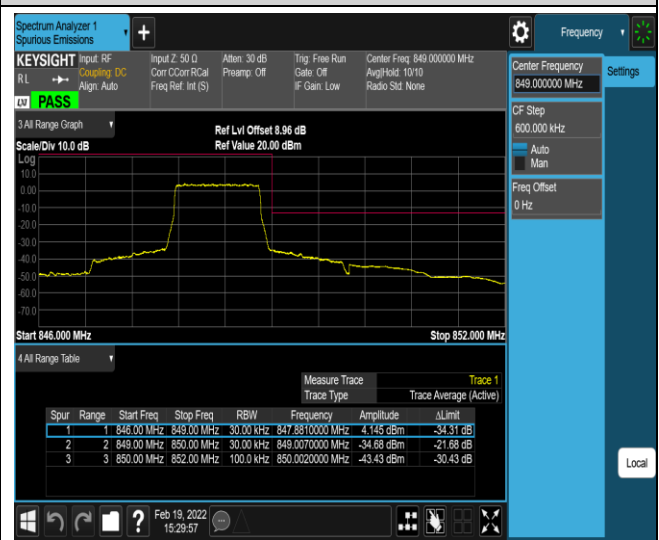 Spectrum Analyzer 1
Spurious Emissions
Frequency
KEYSIGHT Input: RF Input Z: 50 Ω Atten: 30 dB Trig: Free Run Center Freq: 849.000000 MHz
RL Coupling: DC Corr CCorr RCal Preamp: Off Gate: Off Avg|Hold: 10/10
Align: Auto Freq Ref: Int (S) IF Gain: Low Radio Std: None
LXI PASS
Center Frequency
849.000000 MHz
Settings
CF Step
600.000 kHz
Auto
Man
Freq Offset
0 Hz
3 All Range Graph
Ref Lvl Offset 8.96 dB
Scale/Div 10.0 dB Ref Value 20.00 dBm
Log
10.0
0.00
-10.0
-20.0
-30.0
-40.0
-50.0
-60.0
-70.0
Start 846.000 MHz Stop 852.000 MHz
4 All Range Table
Measure Trace Trace 1
Trace Type Trace Average (Active)
Spur Range Start Freq Stop Freq RBW Frequency Amplitude ΔLimit
1 1 846.00 MHz 849.00 MHz 30.00 kHz 847.8810000 MHz 4.145 dBm -34.31 dB
2 2 849.00 MHz 850.00 MHz 30.00 kHz 849.0070000 MHz -34.68 dBm -21.68 dB
3 3 850.00 MHz 852.00 MHz 100.0 kHz 850.0020000 MHz -43.43 dBm -30.43 dB
Local
Feb 19, 2022
15:29:57